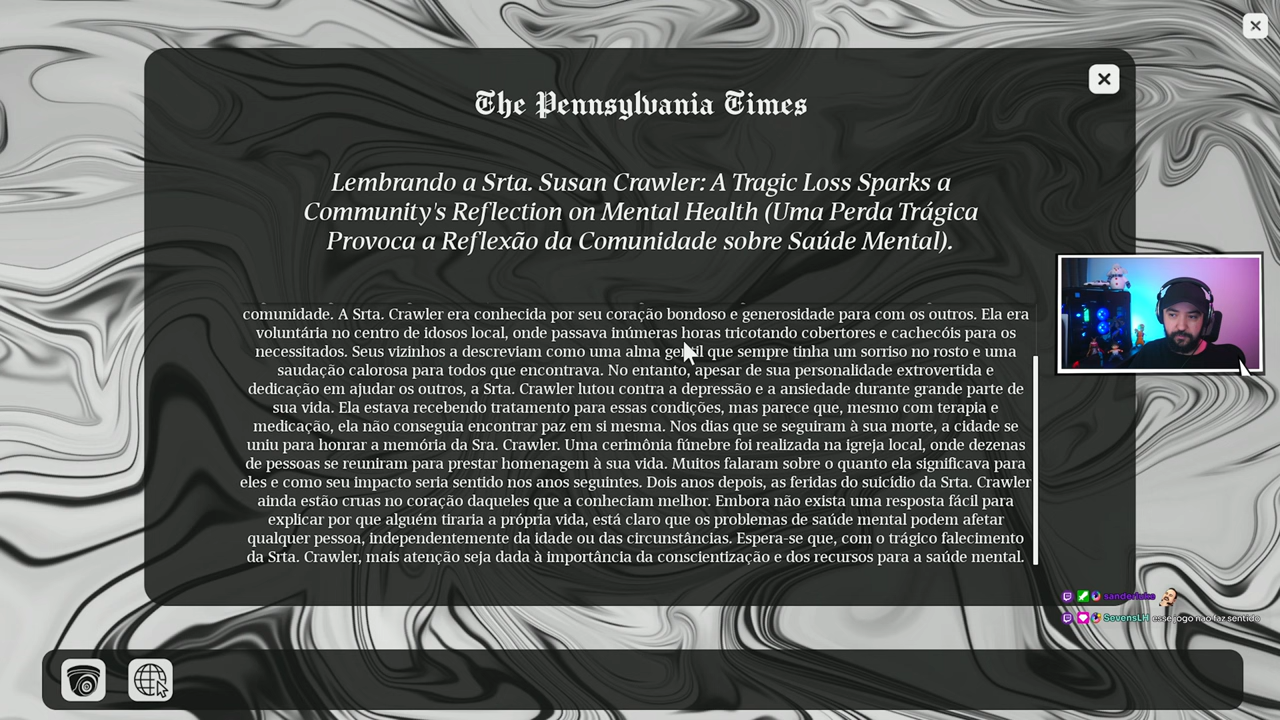 The Pennsylvania Times
Lembrando a Srta. Susan Crawler: A Tragic Loss Sparks a
Community's Reflection on Mental Health (Uma Perda Trágica
Provoca a Reflexão da Comunidade sobre Saúde Mental).
comunidade. A Srta. Crawler era conhecida por seu coração bondoso e generosidade para com os outros. Ela era
voluntária no centro de idosos local, onde passava inúmeras horas tricotando cobertores e cachecóis para os
necessitados. Seus vizinhos a descreviam como uma alma gentil que sempre tinha um sorriso no rosto e uma
saudação calorosa para todos que encontrava. No entanto, apesar de sua personalidade extrovertida e
dedicação em ajudar os outros, a Srta. Crawler lutou contra a depressão e a ansiedade durante grande parte de
sua vida. Ela estava recebendo tratamento para essas condições, mas parece que, mesmo com terapia e
medicação, ela não conseguia encontrar paz em si mesma. Nos dias que se seguiram à sua morte, a cidade se
uniu para honrar a memória da Sra. Crawler. Uma cerimônia fúnebre foi realizada na igreja local, onde dezenas
de pessoas se reuniram para prestar homenagem à sua vida. Muitos falaram sobre o quanto ela significava para
eles e como seu impacto seria sentido nos anos seguintes. Dois anos depois, as feridas do suicídio da Srta. Crawler
ainda estão cruas no coração daqueles que a conheciam melhor. Embora não exista uma resposta fácil para
explicar por que alguém tiraria a própria vida, está claro que os problemas de saúde mental podem afetar
qualquer pessoa, independentemente da idade ou das circunstâncias. Espera-se que, com o trágico falecimento
da Srta. Crawler, mais atenção seja dada à importância da conscientização e dos recursos para a saúde mental.
SevensLH esse jogo não faz sentido